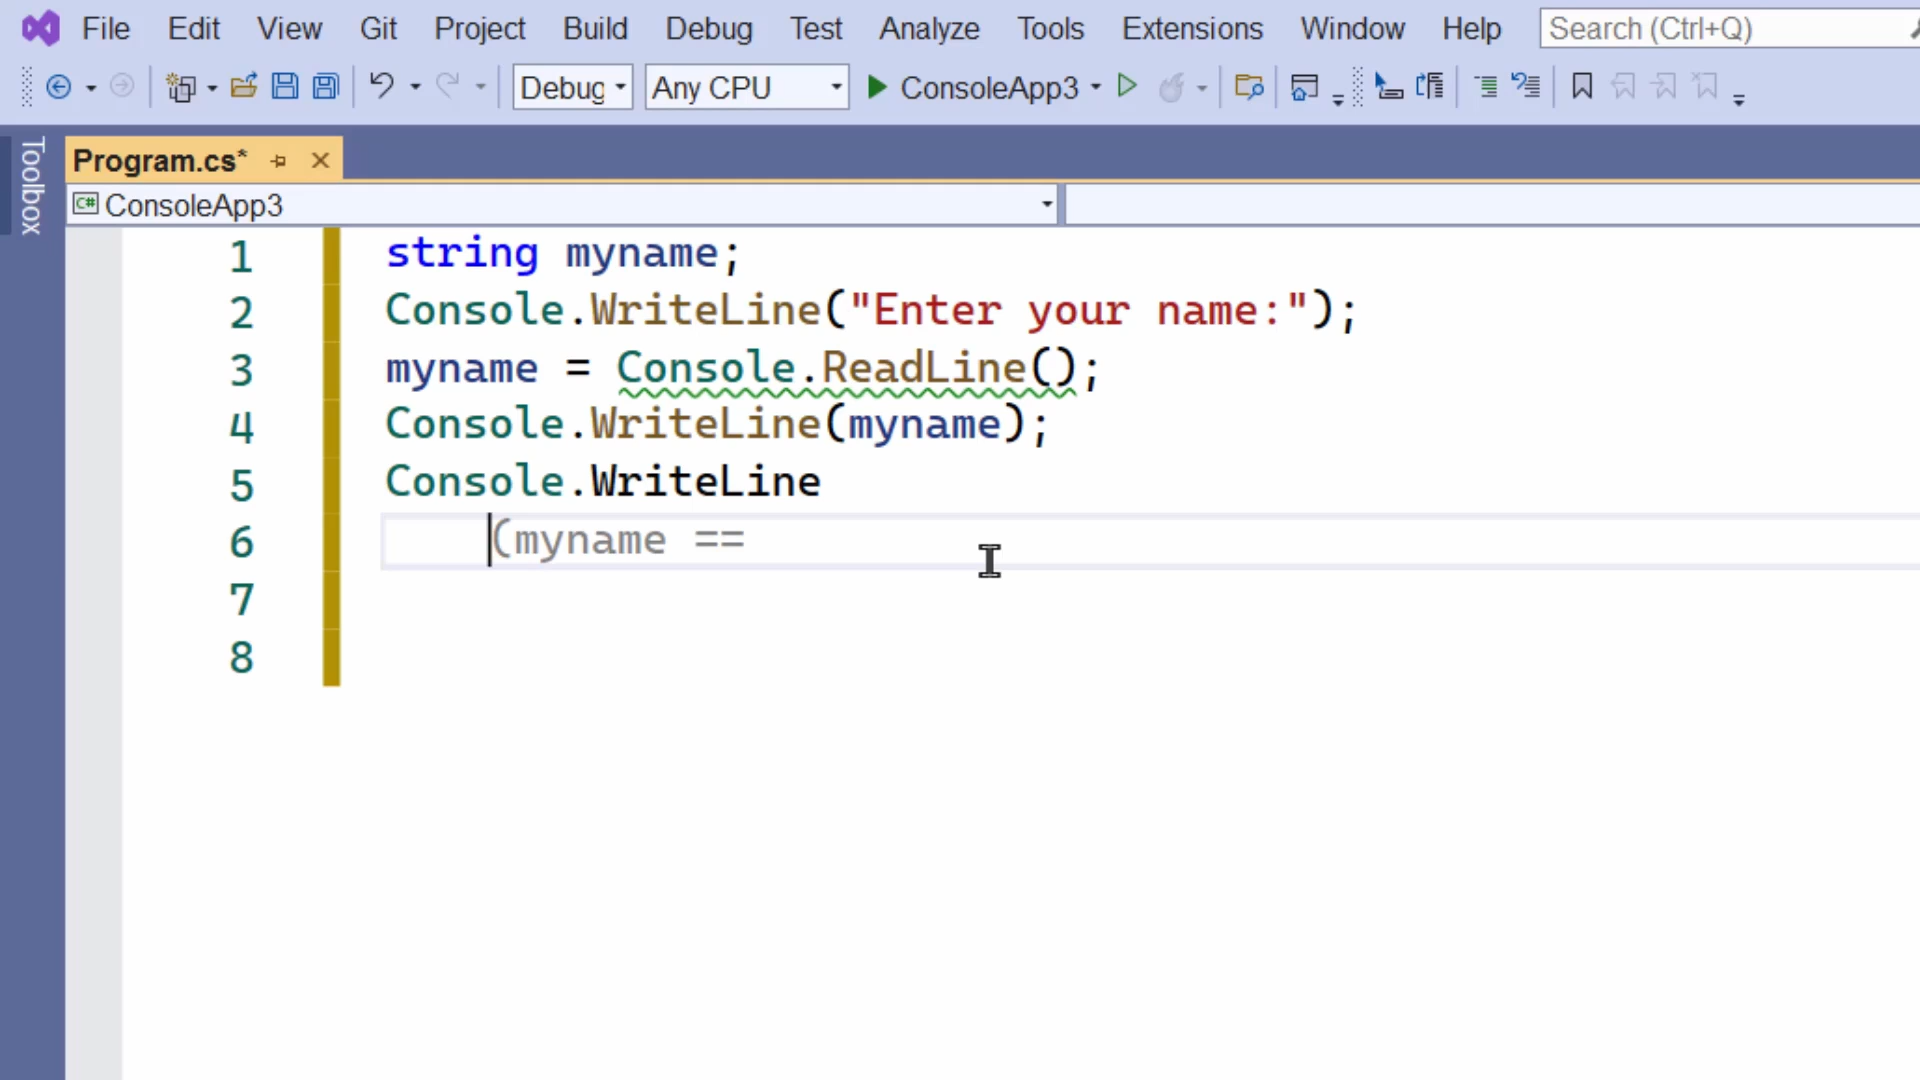 File Edit View Git Project Build Debug Test Analyze Tools Extensions Window Help Search (Ctrl+Q)
Debug Any CPU ConsoleApp3
Toolbox
Program.cs*
C# ConsoleApp3
1 string myname;
2 Console.WriteLine("Enter your name:");
3 myname = Console.ReadLine();
4 Console.WriteLine(myname);
5 Console.WriteLine
6 (myname ==
7
8